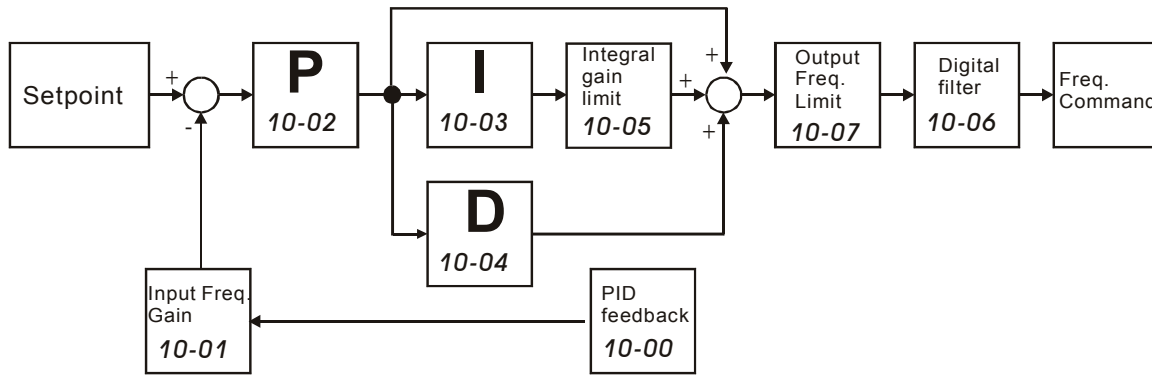 Setpoint
+
-
P
10-02
I
10-03
Integral
gain
limit
10-05
+
+
+
Output
Freq.
Limit
10-07
Digital
filter
10-06
Freq.
Command
D
10-04
Input Freq.
Gain
10-01
PID
feedback
10-00